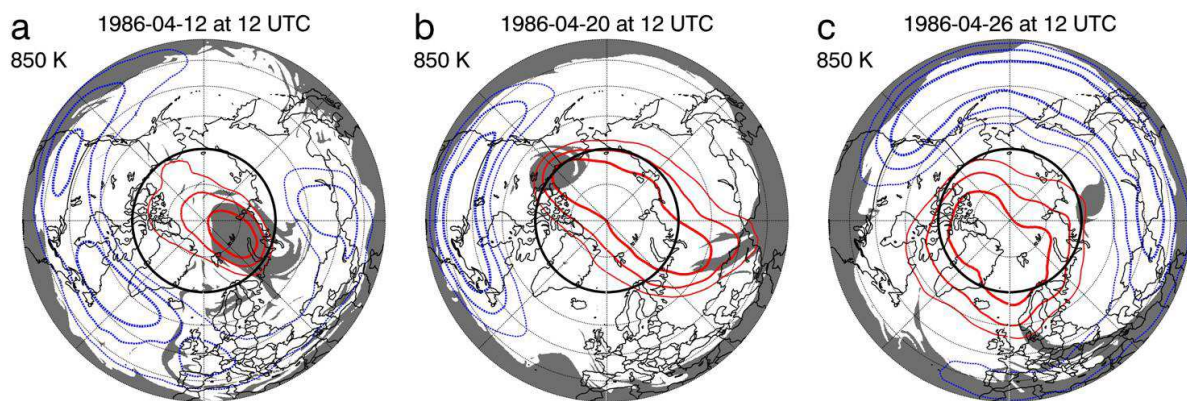 a 1986-04-12 at 12 UTC
850 K
b 1986-04-20 at 12 UTC
850 K
c 1986-04-26 at 12 UTC
850 K